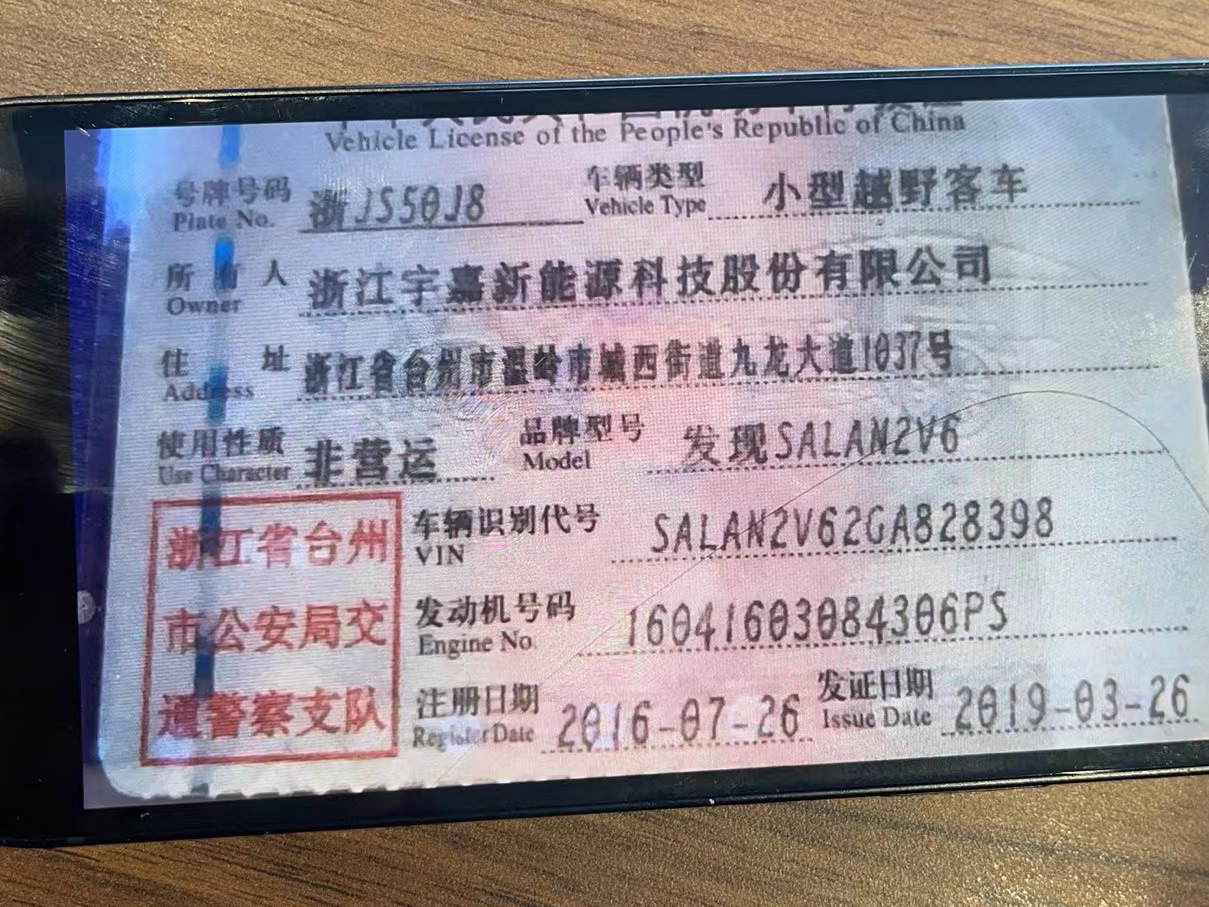 Vehicle License of the People's Republic of China
号牌号码 浙JS50J8 车辆类型 小型越野客车
Plate No. Vehicle Type
所有人 浙江宇嘉新能源科技股份有限公司
Owner
住址 浙江省台州市温岭市城西街道九龙大道1037号
Address
使用性质 非营运 品牌型号 发现SALAN2V6
Use Character Model
浙江省台州 车辆识别代号 SALAN2V62GA828398
VIN
市公安局交 发动机号码 16041603084306PS
Engine No.
通警察支队 注册日期 2016-07-26 发证日期 2019-03-26
Register Date Issue Date